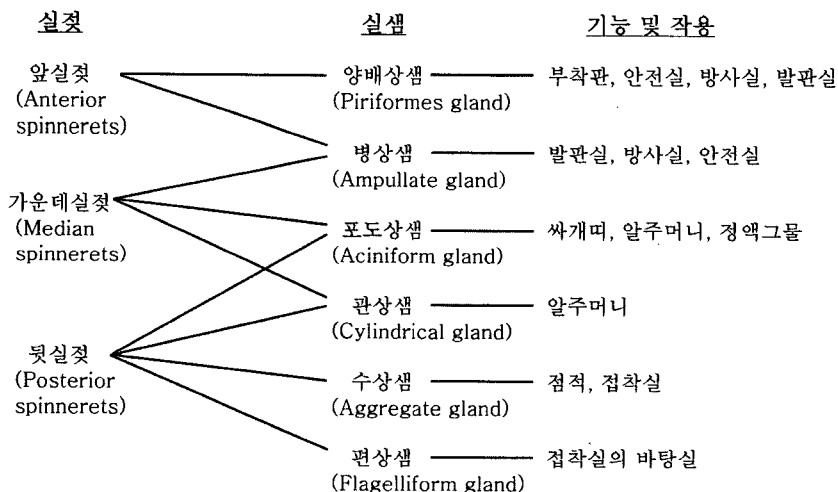 실젖 실샘 기능 및 작용
앞실젖 양배상샘 부착판, 안전실, 방사실, 발판실
(Anterior (Piriformes gland)
spinnerets)
병상샘 발판실, 방사실, 안전실
(Ampullate gland)
가운데실젖
(Median 포도상샘 싸개띠, 알주머니, 정액그물
spinnerets) (Aciniform gland)
관상샘 알주머니
(Cylindrical gland)
뒷실젖
(Posterior 수상샘 점적, 접착실
spinnerets) (Aggregate gland)
편상샘 접착실의 바탕실
(Flagelliform gland)